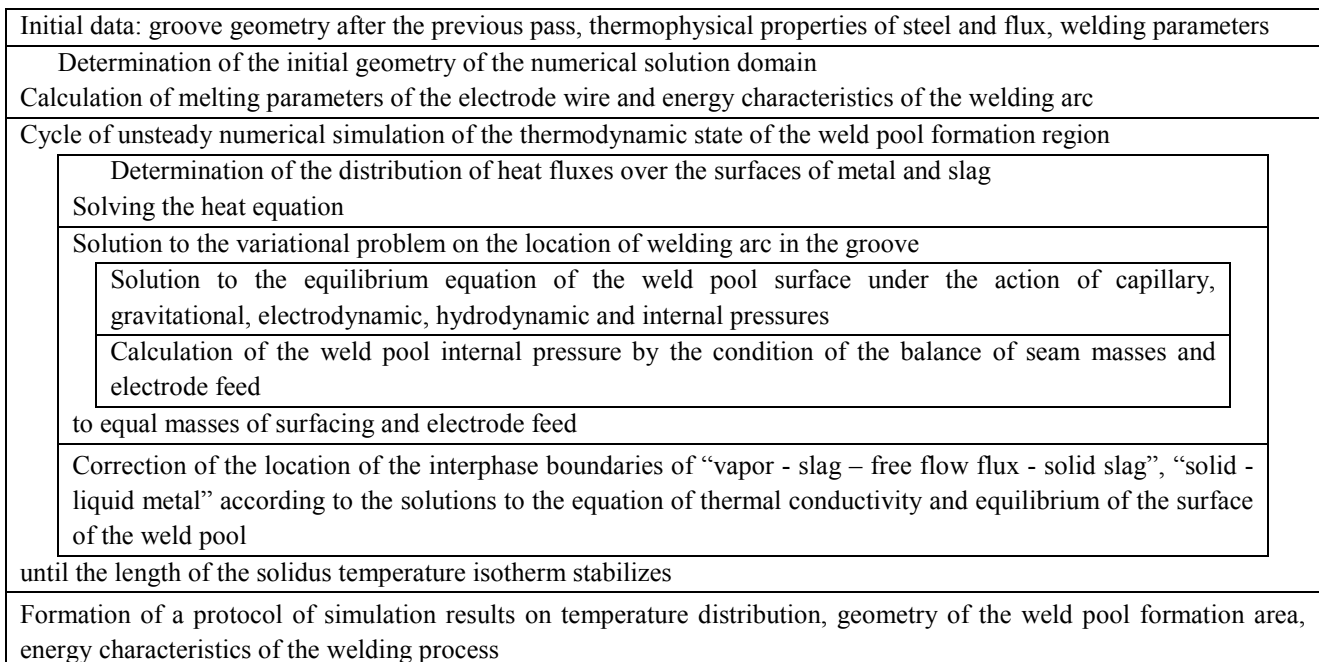 Initial data: groove geometry after the previous pass, thermophysical properties of steel and flux, welding parameters
Determination of the initial geometry of the numerical solution domain
Calculation of melting parameters of the electrode wire and energy characteristics of the welding arc
Cycle of unsteady numerical simulation of the thermodynamic state of the weld pool formation region
Determination of the distribution of heat fluxes over the surfaces of metal and slag
Solving the heat equation
Solution to the variational problem on the location of welding arc in the groove
Solution to the equilibrium equation of the weld pool surface under the action of capillary,
gravitational, electrodynamic, hydrodynamic and internal pressures
Calculation of the weld pool internal pressure by the condition of the balance of seam masses and
electrode feed
to equal masses of surfacing and electrode feed
Correction of the location of the interphase boundaries of “vapor - slag – free flow flux - solid slag”, “solid -
liquid metal” according to the solutions to the equation of thermal conductivity and equilibrium of the surface
of the weld pool
until the length of the solidus temperature isotherm stabilizes
Formation of a protocol of simulation results on temperature distribution, geometry of the weld pool formation area,
energy characteristics of the welding process